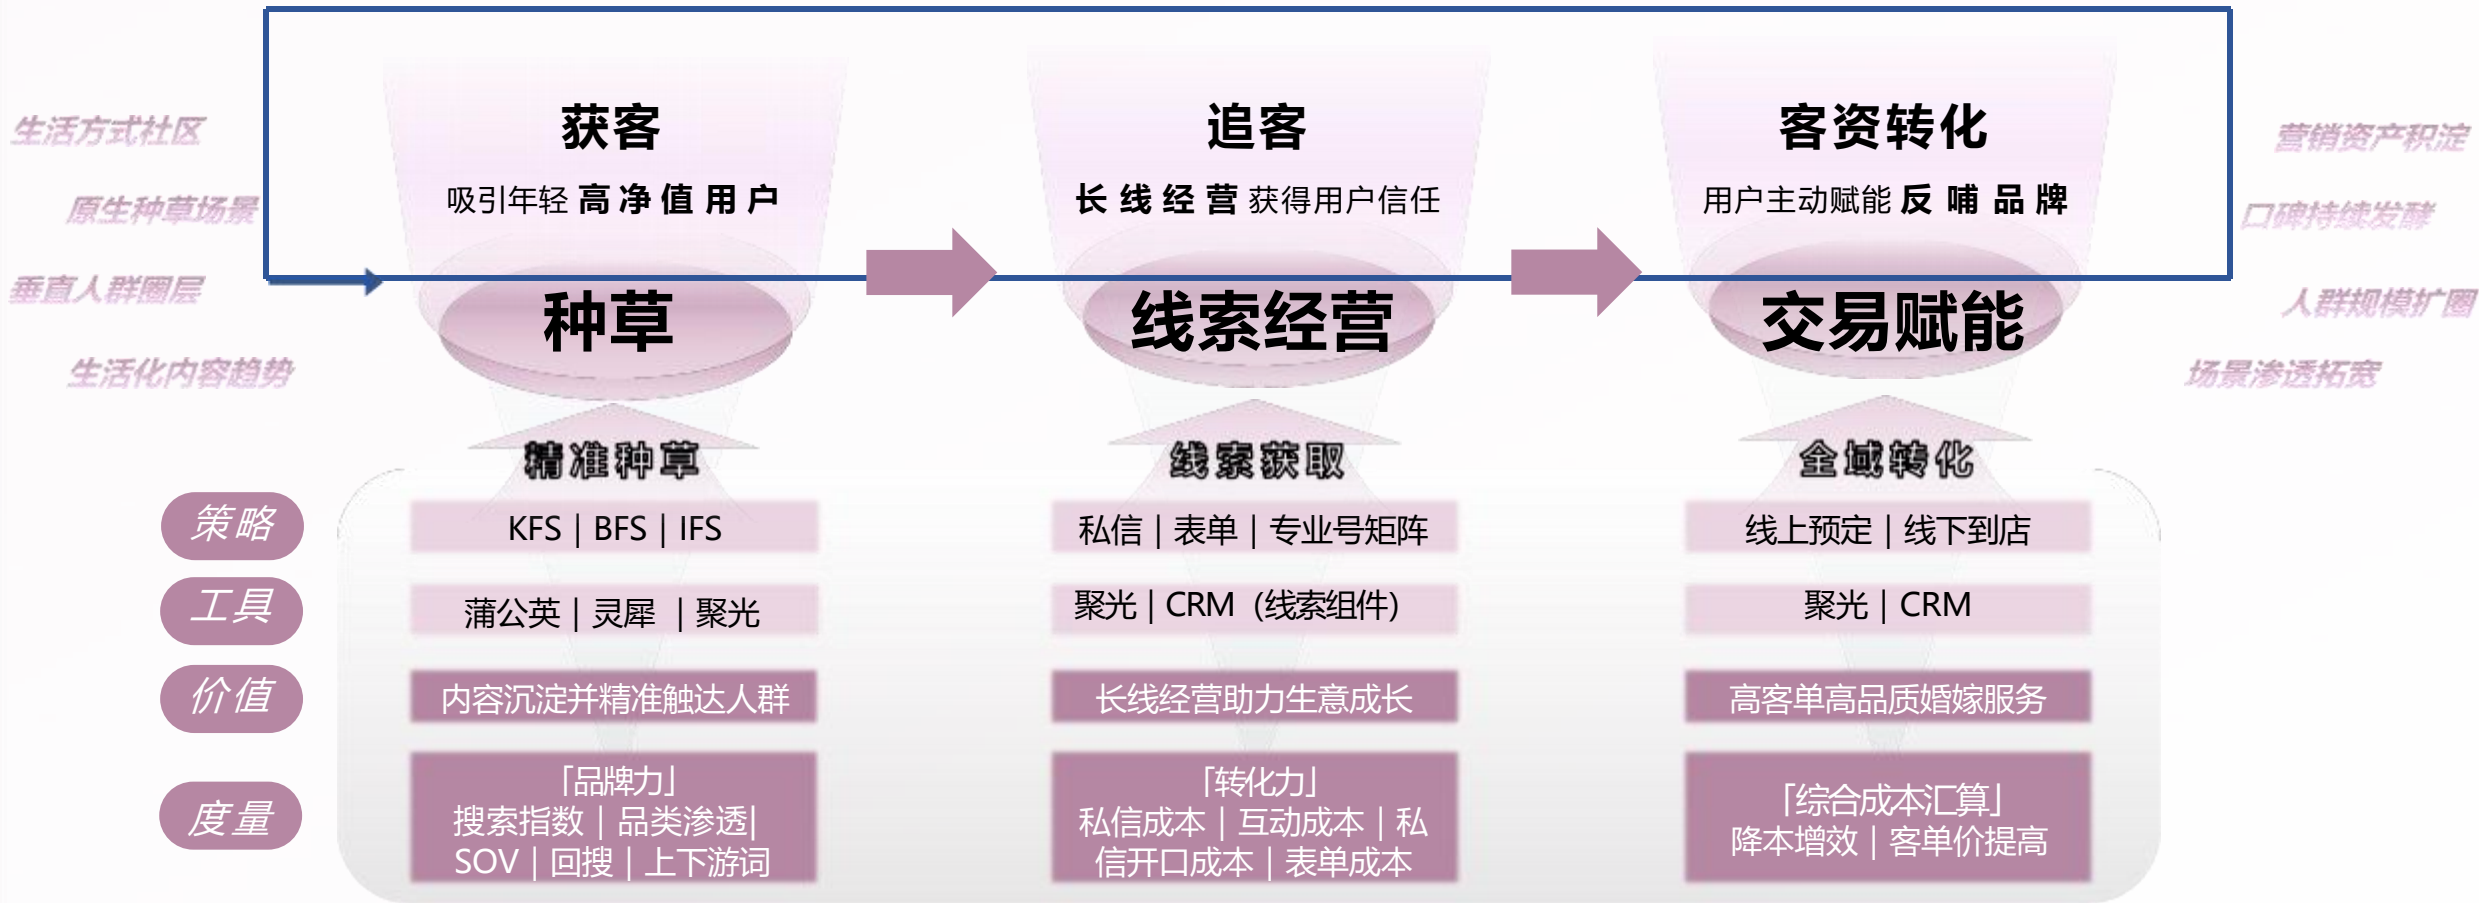 生活方式社区
原生种草场景
垂直人群圈层
生活化内容趋势
获客
吸引年轻 高净值用户
种草
追客
长线经营 获得用户信任
线索经营
客资转化
用户主动赋能 反哺品牌
交易赋能
营销资产积淀
口碑持续发酵
人群规模扩圈
场景渗透拓宽
精准种草
线索获取
全域转化
策略
KFS | BFS | IFS
私信 | 表单 | 专业号矩阵
线上预定 | 线下到店
工具
蒲公英 | 灵犀 | 聚光
聚光 | CRM（线索组件）
聚光 | CRM
价值
内容沉淀并精准触达人群
长线经营助力生意成长
高客单高品质婚嫁服务
度量
「品牌力」
搜索指数 | 品类渗透|
SOV | 回搜 | 上下游词
「转化力」
私信成本 | 互动成本 | 私
信开口成本 | 表单成本
「综合成本汇算」
降本增效 | 客单价提高